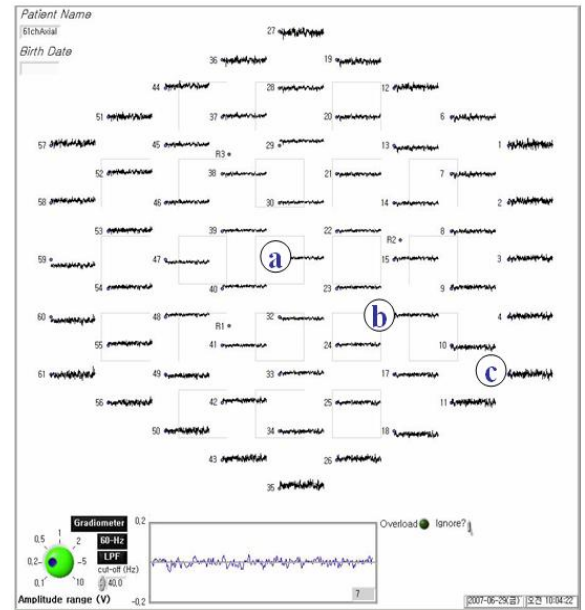 Patient Name
61chAxial
Birth Date
27
36 19
44 28 12
51 37 20 6
57 45 29 13 1
R3
52 38 21 7
58 46 30 14 2
53 39 22 8
R2
59 47 a 15 3
54 40 23 9
60 48 32 b 4
R1
55 41 24 10
61 49 33 17 c
56 42 25 11
50 34 18
43 26
35
Gradiometer
60-Hz
LPF
cut-off (Hz)
40.0
0.1 0.2 0.5 1 2 5 10
Amplitude range (V)
0.2
-0.2
7
Overload Ignore?
2007-06-29(금) 오전 10:04:22